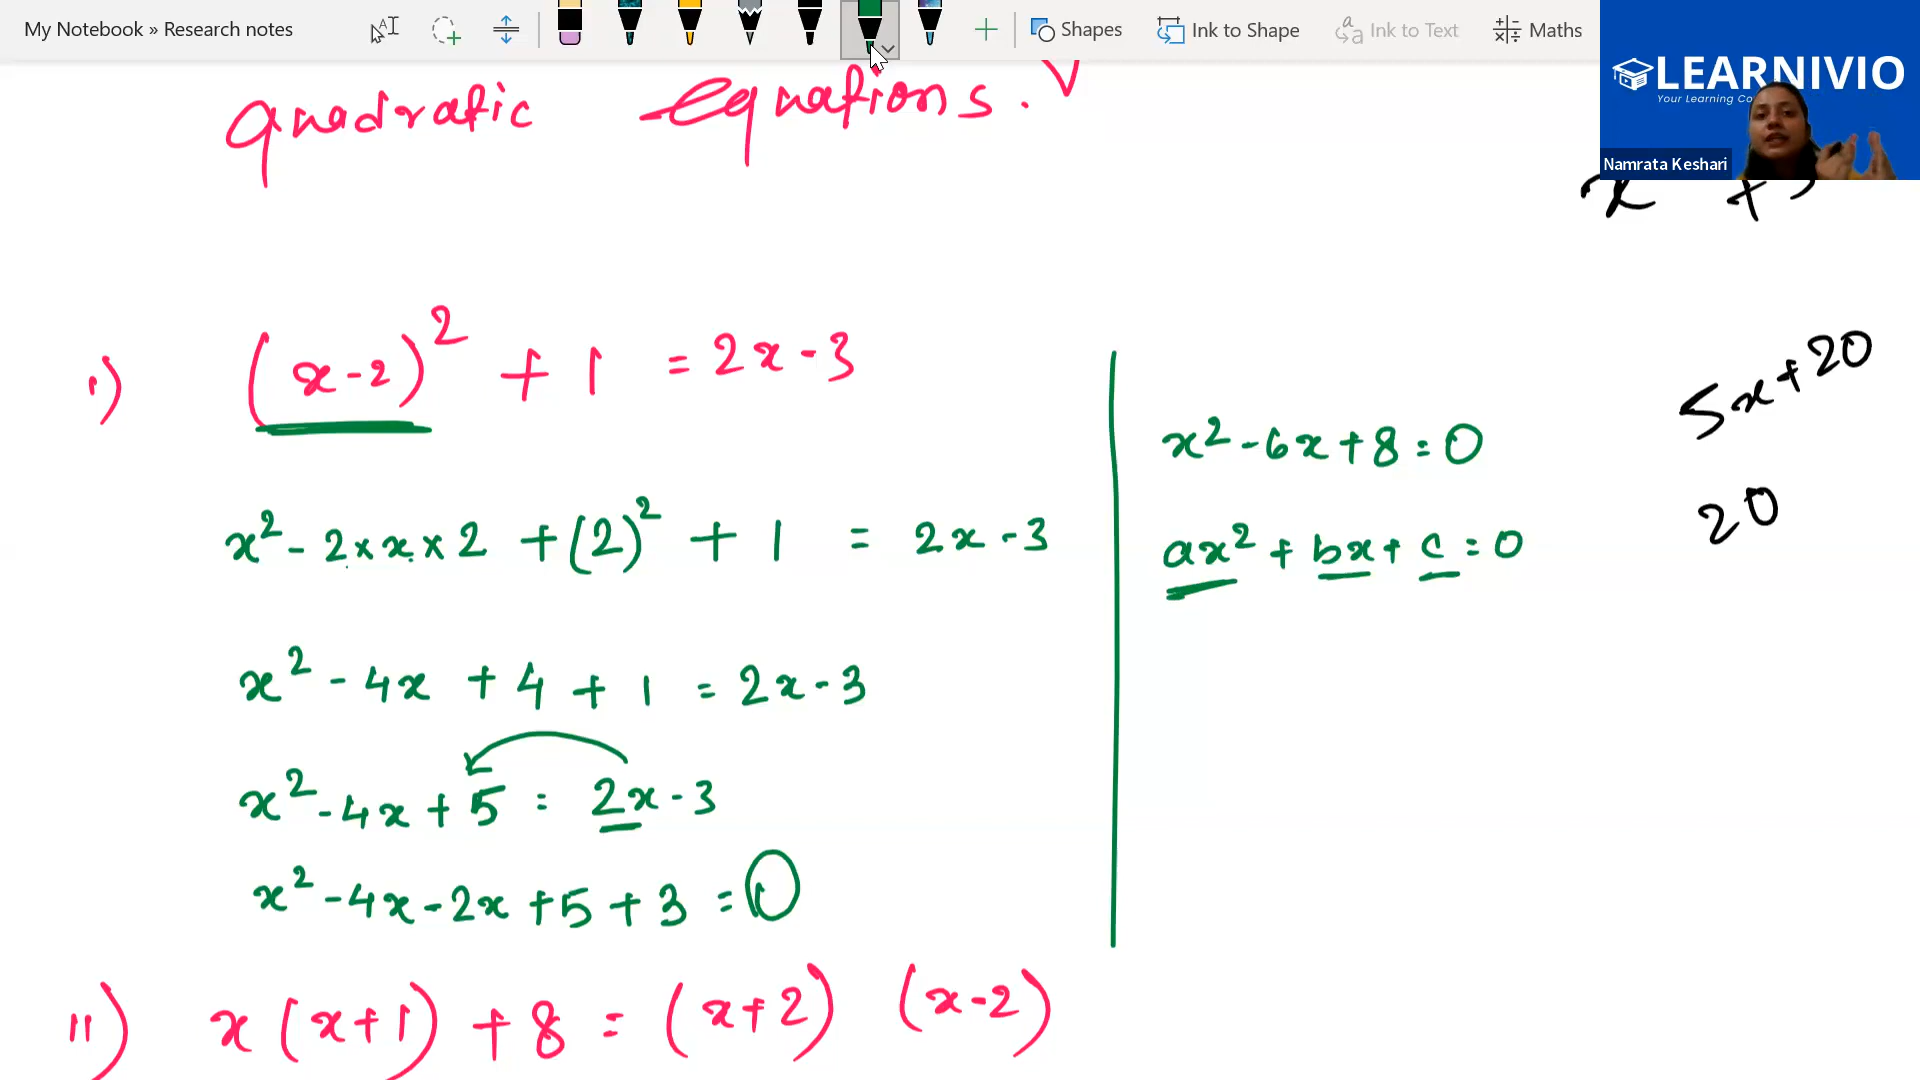 My Notebook » Research notes
Shapes
Ink to Shape
Ink to Text
Maths
LEARNIVIO
Your Learning Co
Namrata Keshari
quadratic equations.
i) (x-2)² + 1 = 2x-3
x² - 2×x×2 + (2)² + 1 = 2x-3
x² - 4x + 4 + 1 = 2x-3
x² - 4x + 5 = 2x-3
x² - 4x - 2x + 5 + 3 = 0
x² - 6x + 8 = 0
ax² + bx + c = 0
5x+20
20
ii) x(x+1) + 8 = (x+2) (x-2)